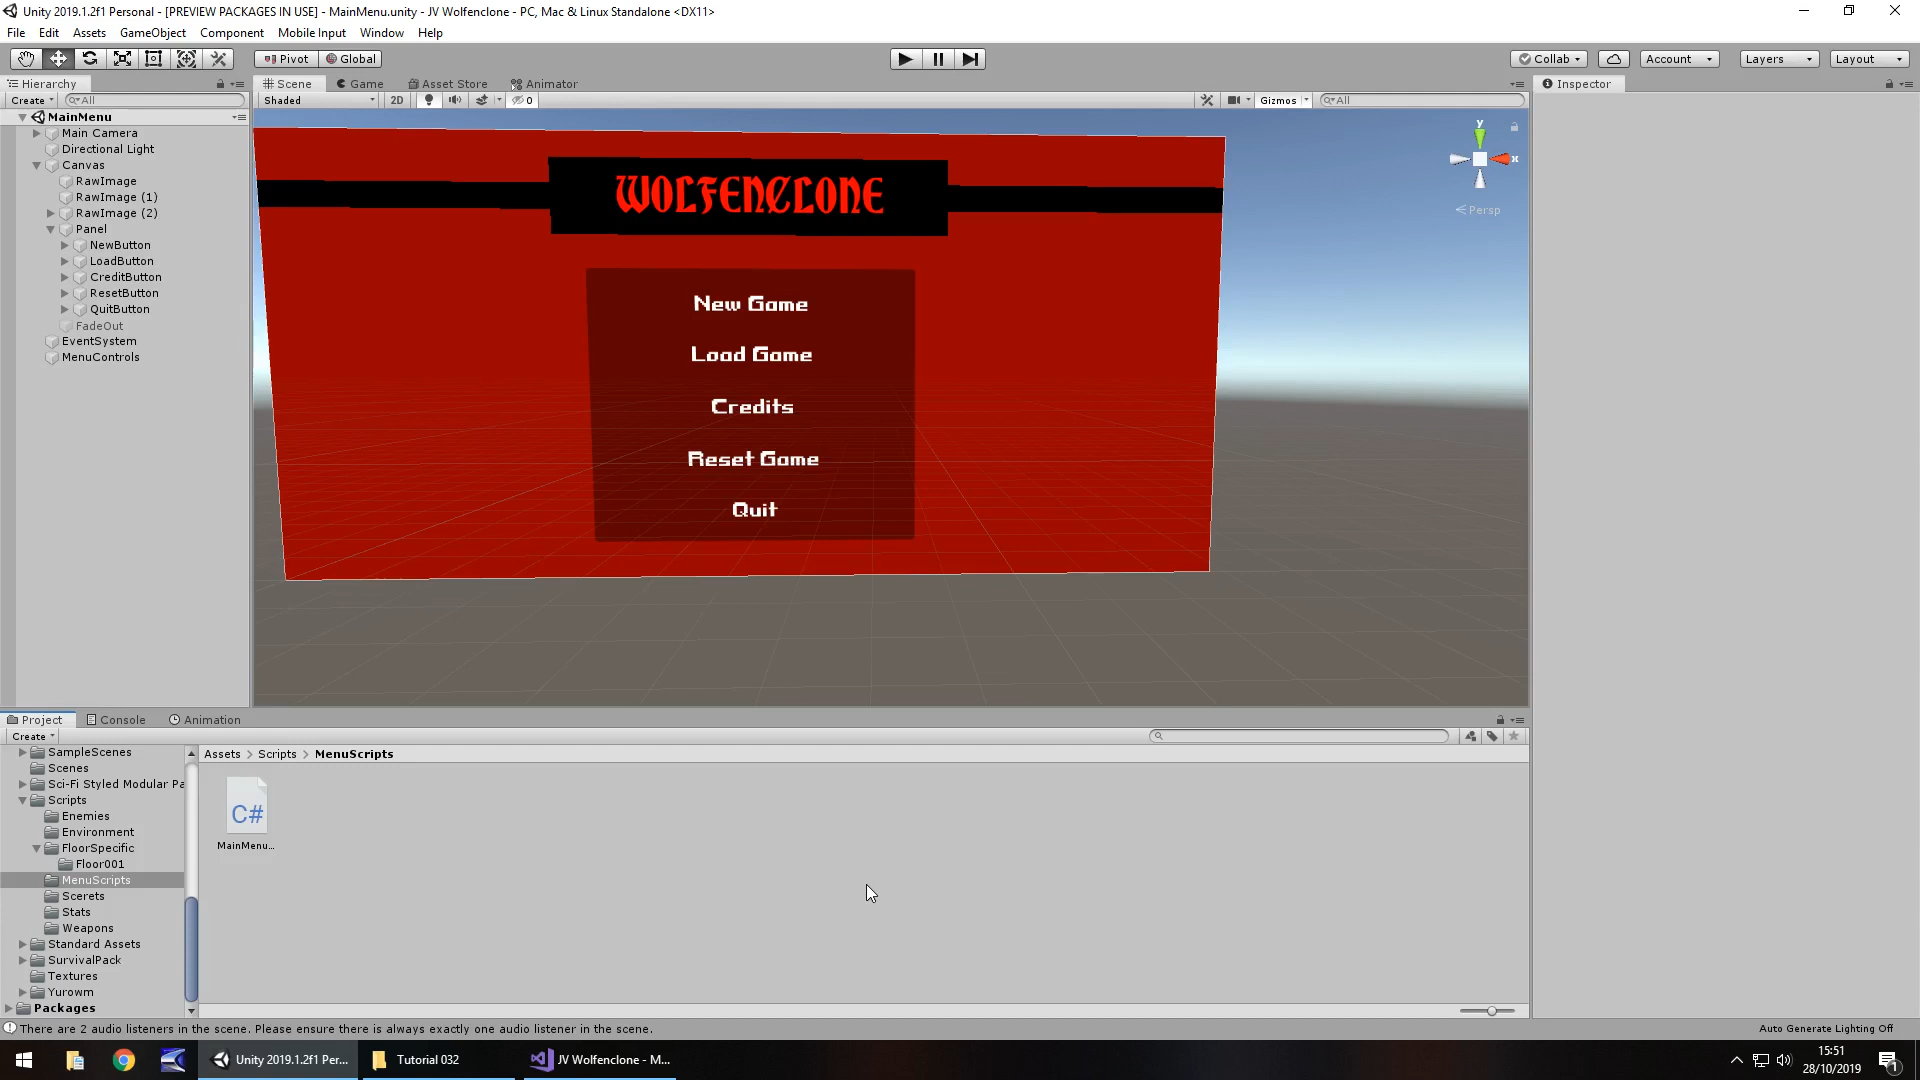 Unity 2019.1.2f1 Personal - [PREVIEW PACKAGES IN USE] - MainMenu.unity - JV Wolfenclone - PC, Mac & Linux Standalone <DX11>
File Edit Assets GameObject Component Mobile Input Window Help
Pivot Global Collab Account Layers Layout
Hierarchy Scene Game Asset Store Animator Inspector
Create All Shaded 2D 0 Gizmos All
MainMenu
Main Camera
Directional Light
Canvas
RawImage
RawImage (1)
RawImage (2)
Panel
NewButton
LoadButton
CreditButton
ResetButton
QuitButton
FadeOut
EventSystem
MenuControls
y
x
Persp
WOLFENCLONE
New Game
Load Game
Credits
Reset Game
Quit
Project Console Animation
Create
SampleScenes
Scenes
Sci-Fi Styled Modular Pa
Scripts
Enemies
Environment
FloorSpecific
Floor001
MenuScripts
Scerets
Stats
Weapons
Standard Assets
SurvivalPack
Textures
Yurowm
Packages
Assets > Scripts > MenuScripts
C#
MainMenu...
There are 2 audio listeners in the scene. Please ensure there is always exactly one audio listener in the scene.
Auto Generate Lighting Off
Unity 2019.1.2f1 Per... Tutorial 032 JV Wolfenclone - M...
15:51
28/10/2019
1